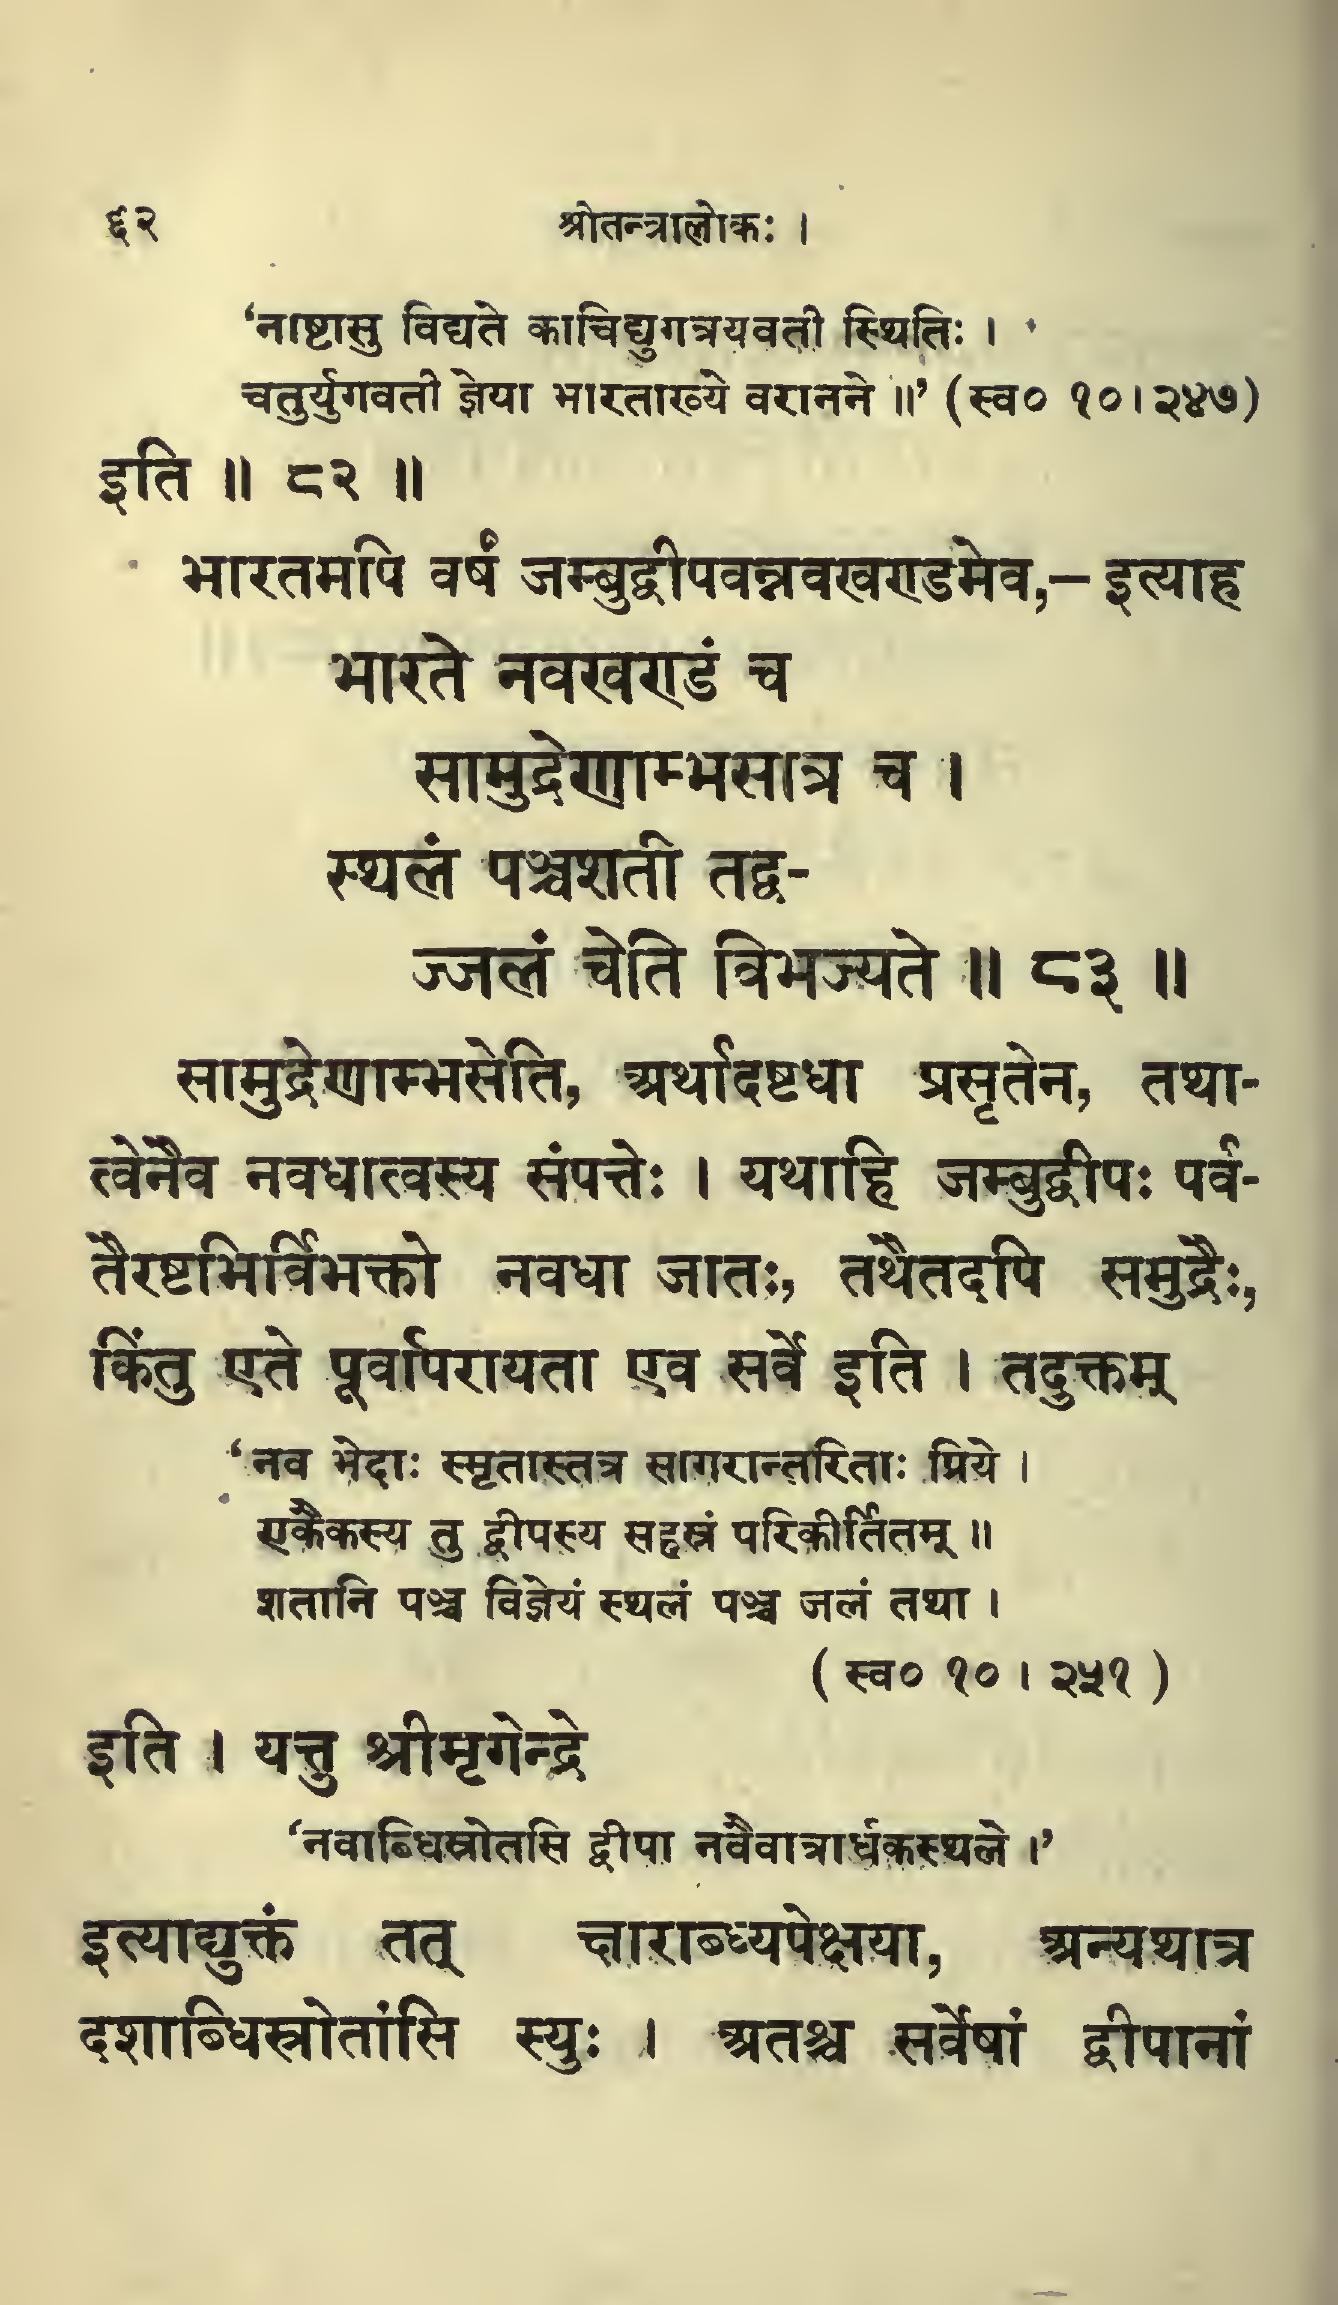 ६२
श्रीतन्त्रालोकः ।
‘नाष्टासु विद्यते काचिद्युगत्रयवती स्थितिः ।
चतुर्युगवती ज्ञेया भारताख्ये वरानने ॥’ (स्व० १०।२४७)
इति ॥ ८२ ॥
भारतमपि वर्षं जम्बुद्वीपवन्नवखण्डमेव,— इत्याह
भारते नवखण्डं च
सामुद्रेणाम्भसात्र च ।
स्थलं पञ्चशती तद्व-
ज्जलं चेति विभज्यते ॥ ८३ ॥
सामुद्रेणाम्भसेति, अर्थादष्टधा प्रसृतेन, तथा-
त्वेनैव नवधात्वस्य संपत्तेः । यथाहि जम्बुद्वीपः पर्व-
तैरष्टभिर्विभक्तो नवधा जातः, तथैतदपि समुद्रैः,
किंतु एते पूर्वापरायता एव सर्वे इति । तदुक्तम्
‘नव भेदाः स्मृतास्तत्र सागरान्तरिताः प्रिये ।
एकैकस्य तु द्वीपस्य सहस्रं परिकीर्तितम् ॥
शतानि पञ्च विज्ञेयं स्थलं पञ्च जलं तथा ।
( स्व० १० । २५१ )
इति । यत्तु श्रीमृगेन्द्रे
‘नवाब्धिस्रोतसि द्वीपा नवैवात्रार्धकस्थले ।’
इत्याद्युक्तं तत् क्षाराब्ध्यपेक्षया, अन्यथात्र
दशाब्धिस्रोतांसि स्युः । अतश्च सर्वेषां द्वीपानां